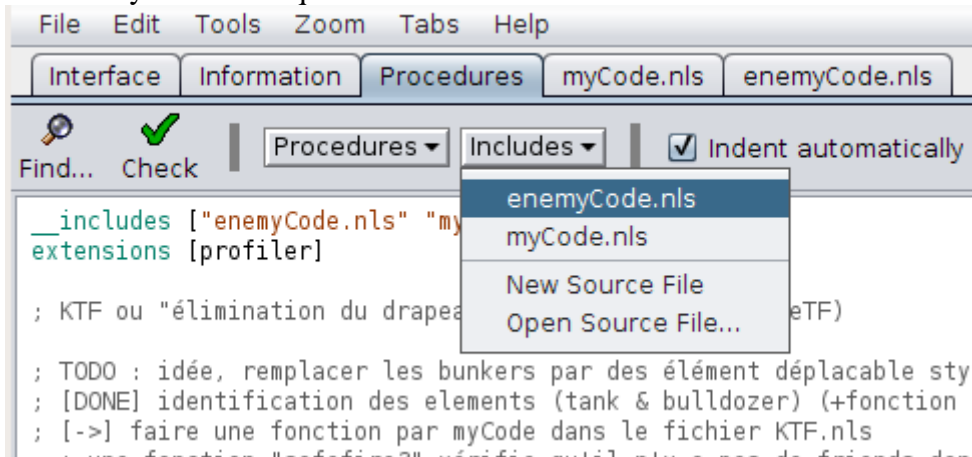 File Edit Tools Zoom Tabs Help
Interface Information Procedures myCode.nls enemyCode.nls
Find... Check Procedures Includes Indent automatically
enemyCode.nls
__includes ["enemyCode.nls" "my
myCode.nls
extensions [profiler]
New Source File
; KTF ou "élimination du drapea eTF)
Open Source File...
; TODO : idée, remplacer les bunkers par des élément déplacable sty
; [DONE] identification des elements (tank & bulldozer) (+fonction
; [->] faire une fonction par myCode dans le fichier KTF.nls